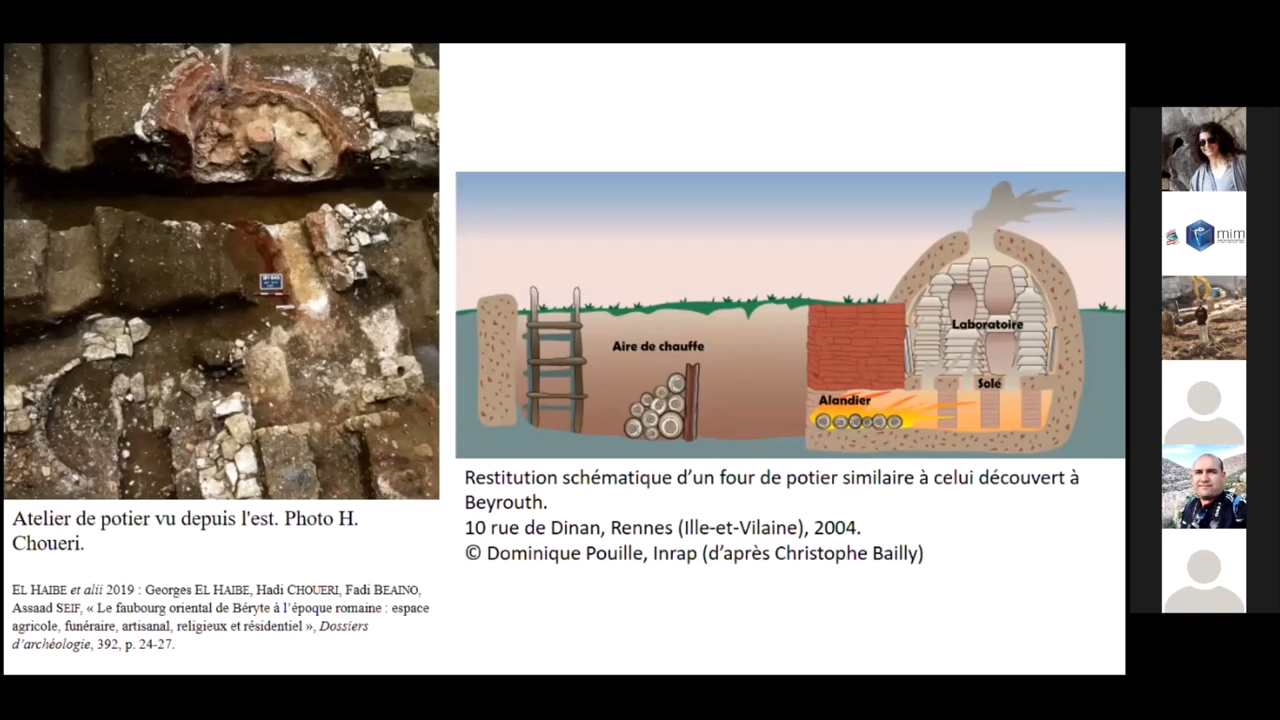 Atelier de potier vu depuis l'est. Photo H.
Choueri.
EL HAIBE et alii 2019 : Georges EL HAIBE, Hadi CHOUERI, Fadi BEAINO,
Assaad SEIF, « Le faubourg oriental de Béryte à l'époque romaine : espace
agricole, funéraire, artisanal, religieux et résidentiel », Dossiers
d'archéologie, 392, p. 24-27.
Aire de chauffe
Laboratoire
Sole
Alandier
Restitution schématique d'un four de potier similaire à celui découvert à
Beyrouth.
10 rue de Dinan, Rennes (Ille-et-Vilaine), 2004.
© Dominique Pouille, Inrap (d'après Christophe Bailly)
mim